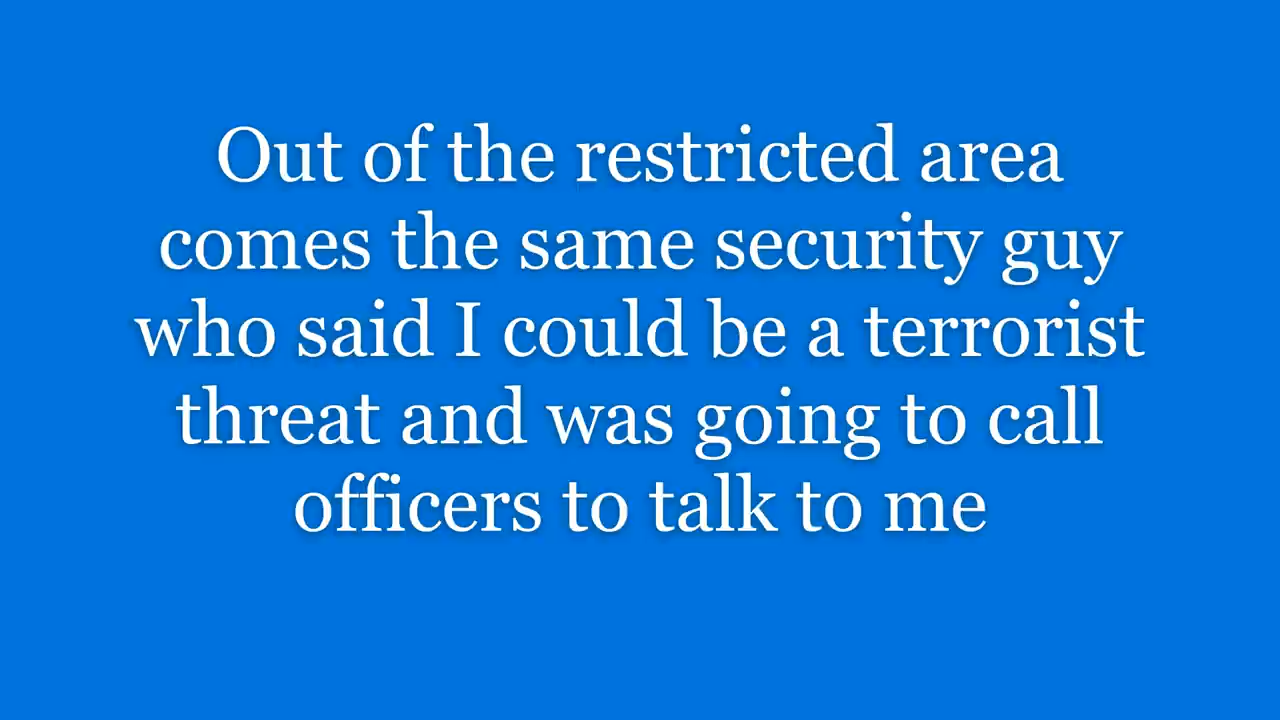 Out of the restricted area
comes the same security guy
who said I could be a terrorist
threat and was going to call
officers to talk to me